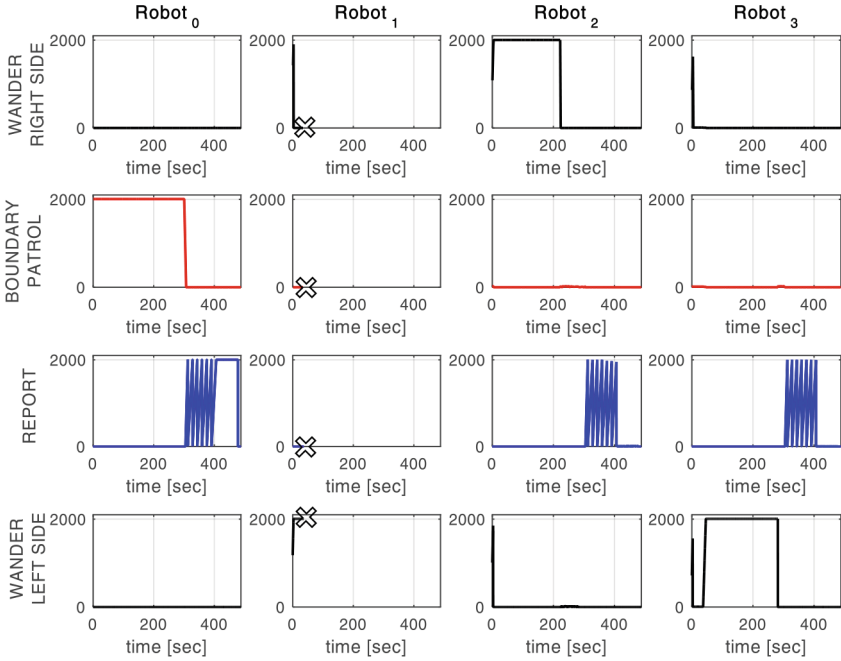 Robot 0 Robot 1 Robot 2 Robot 3
WANDER
RIGHT SIDE
2000 2000 2000 2000
0 0 0 0
0 200 400 0 200 400 0 200 400 0 200 400
time [sec] time [sec] time [sec] time [sec]
BOUNDARY
PATROL
2000 2000 2000 2000
0 0 0 0
0 200 400 0 200 400 0 200 400 0 200 400
time [sec] time [sec] time [sec] time [sec]
REPORT
2000 2000 2000 2000
0 0 0 0
0 200 400 0 200 400 0 200 400 0 200 400
time [sec] time [sec] time [sec] time [sec]
WANDER
LEFT SIDE
2000 2000 2000 2000
0 0 0 0
0 200 400 0 200 400 0 200 400 0 200 400
time [sec] time [sec] time [sec] time [sec]